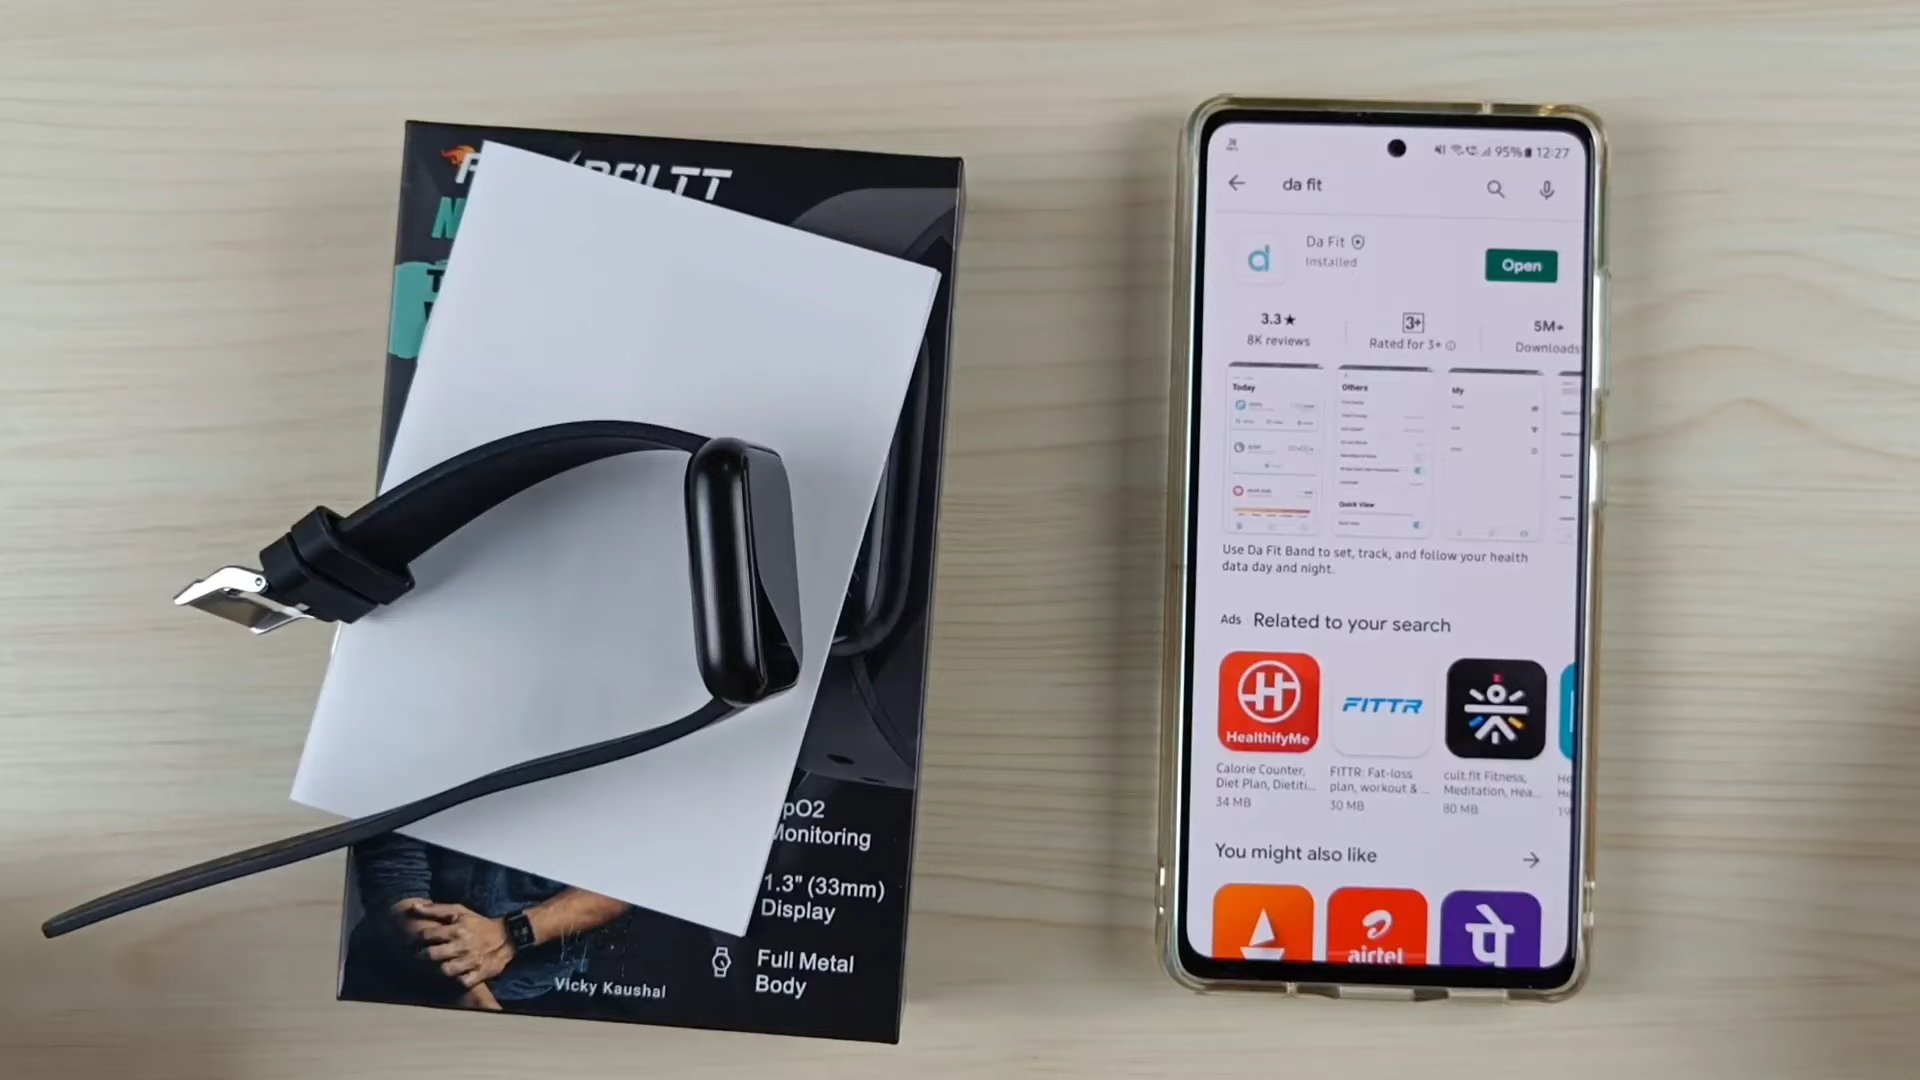 BOLTT
pO2
Monitoring
1.3" (33mm)
Display
Full Metal
Body
Vicky Kaushal
95% 12:27
da fit
Da Fit
Installed
Open
3.3★
8K reviews
3+
Rated for 3+
5M+
Downloads
Today
Others
Quick View
My
Use Da Fit Band to set, track, and follow your health
data day and night.
Ads Related to your search
HealthifyMe
Calorie Counter,
Diet Plan, Dietiti...
34 MB
FITTR
FITTR: Fat-loss
plan, workout & ...
30 MB
cult.fit Fitness,
Meditation, Hea...
80 MB
You might also like
airtel
पे